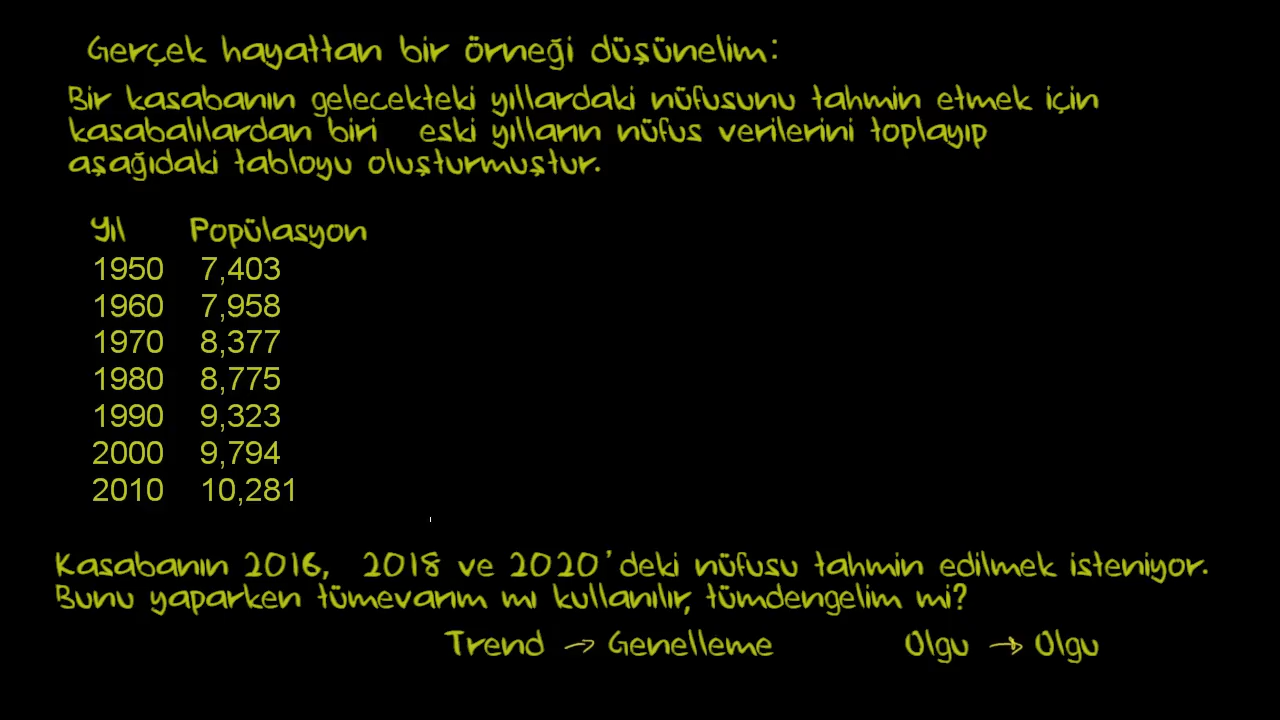 Gerçek hayattan bir örneği düşünelim:
Bir kasabanın gelecekteki yıllardaki nüfusunu tahmin etmek için
kasabalılardan biri eski yılların nüfus verilerini toplayıp
aşağıdaki tabloyu oluşturmuştur.
Yıl Popülasyon
1950 7,403
1960 7,958
1970 8,377
1980 8,775
1990 9,323
2000 9,794
2010 10,281
Kasabanın 2016, 2018 ve 2020'deki nüfusu tahmin edilmek isteniyor.
Bunu yaparken tümevarım mı kullanılır, tümdengelim mi?
Trend → Genelleme Olgu → Olgu